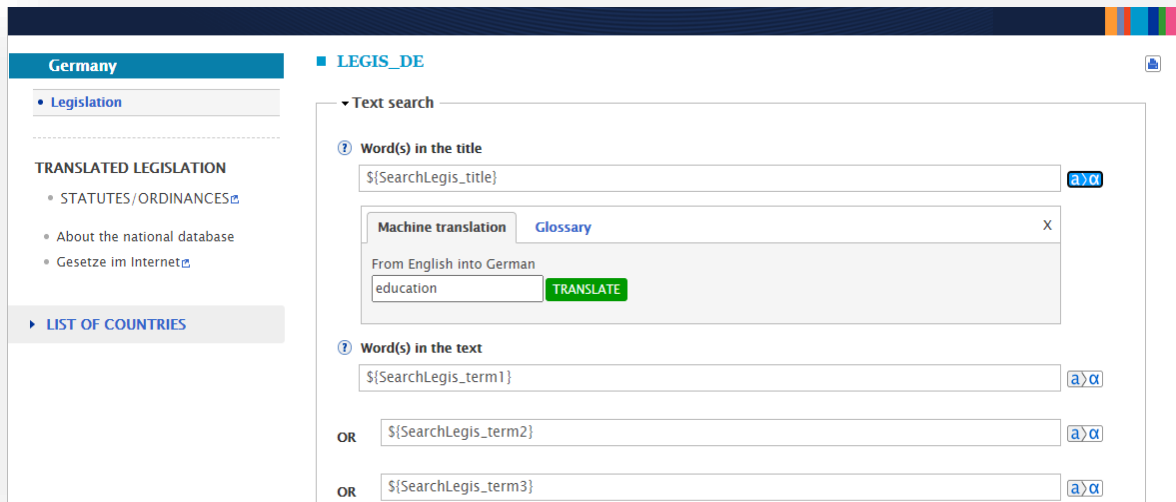 Germany
Legislation
TRANSLATED LEGISLATION
STATUTES/ORDINANCES
About the national database
Gesetze im Internet
LIST OF COUNTRIES
LEGIS_DE
Text search
? Word(s) in the title
${SearchLegis_title}
a〉α
Machine translation Glossary X
From English into German
education TRANSLATE
? Word(s) in the text
${SearchLegis_term1} a〉α
OR ${SearchLegis_term2} a〉α
OR ${SearchLegis_term3} a〉α